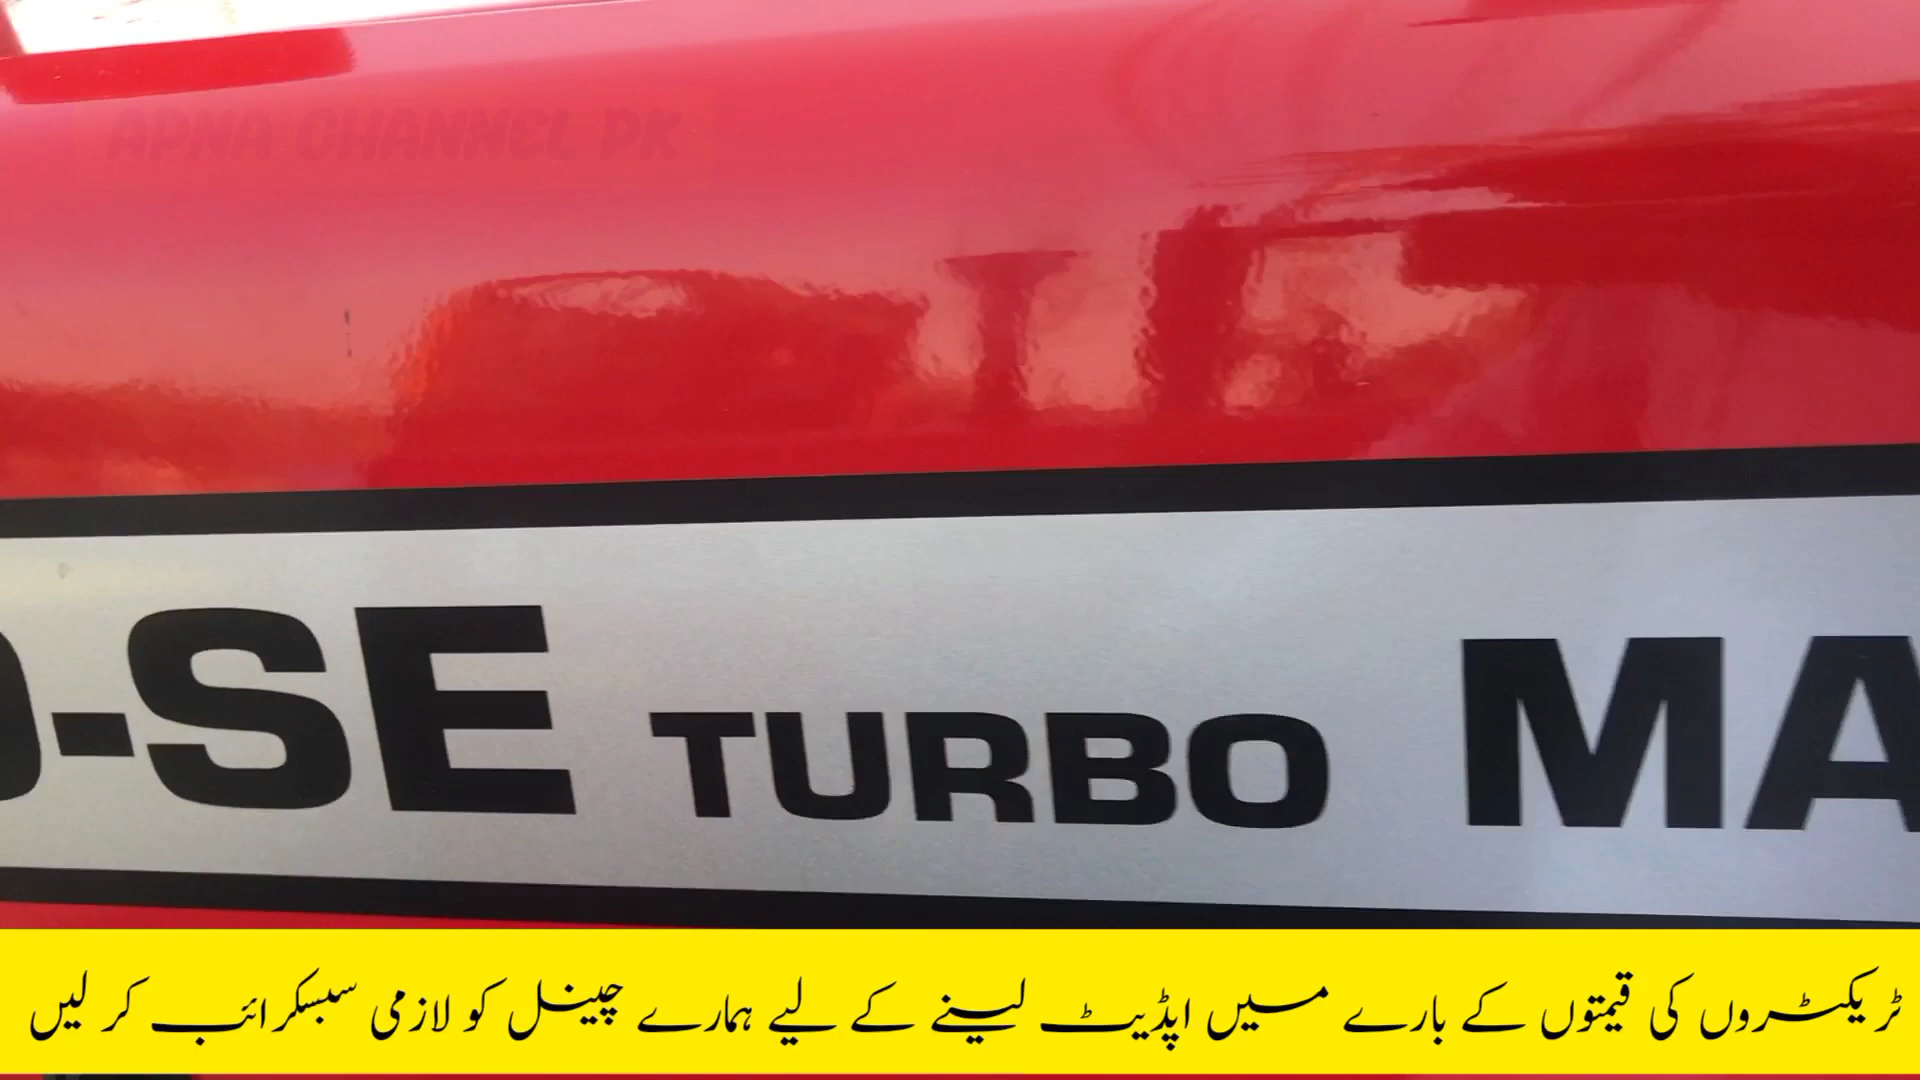 APNA CHANNEL PK
-SE TURBO MA
ٹریکٹروں کی قیمتوں کے بارے میں اپڈیٹ لینے کے لیے ہمارے چینل کو لازمی سبسکرائب کر لیں